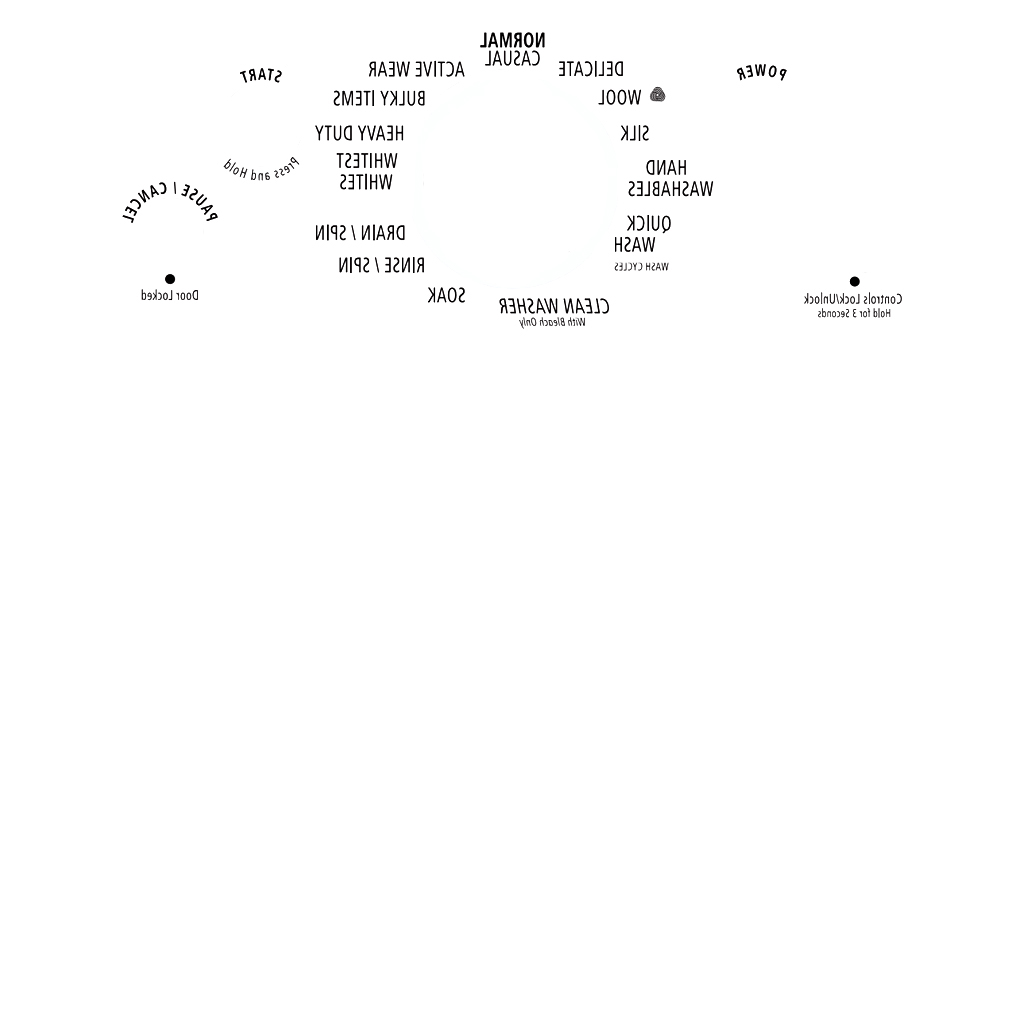 NORMAL
CASUAL
DELICATE
ACTIVE WEAR
WOOL
BULKY ITEMS
SILK
HEAVY DUTY
HAND
WASHABLES
WHITEST
WHITES
QUICK
WASH
WASH CYCLES
DRAIN / SPIN
RINSE / SPIN
SOAK
CLEAN WASHER
With Bleach Only
POWER
START
Press and Hold
PAUSE / CANCEL
Controls Lock/Unlock
Hold for 3 Seconds
Door Locked